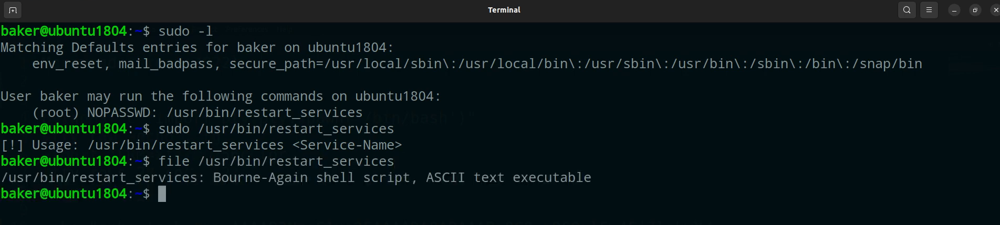 Terminal
baker@ubuntu1804:~$ sudo -l
Matching Defaults entries for baker on ubuntu1804:
    env_reset, mail_badpass, secure_path=/usr/local/sbin\:/usr/local/bin\:/usr/sbin\:/usr/bin\:/sbin\:/bin\:/snap/bin

User baker may run the following commands on ubuntu1804:
    (root) NOPASSWD: /usr/bin/restart_services
baker@ubuntu1804:~$ sudo /usr/bin/restart_services
[!] Usage: /usr/bin/restart_services <Service-Name>
baker@ubuntu1804:~$ file /usr/bin/restart_services
/usr/bin/restart_services: Bourne-Again shell script, ASCII text executable
baker@ubuntu1804:~$